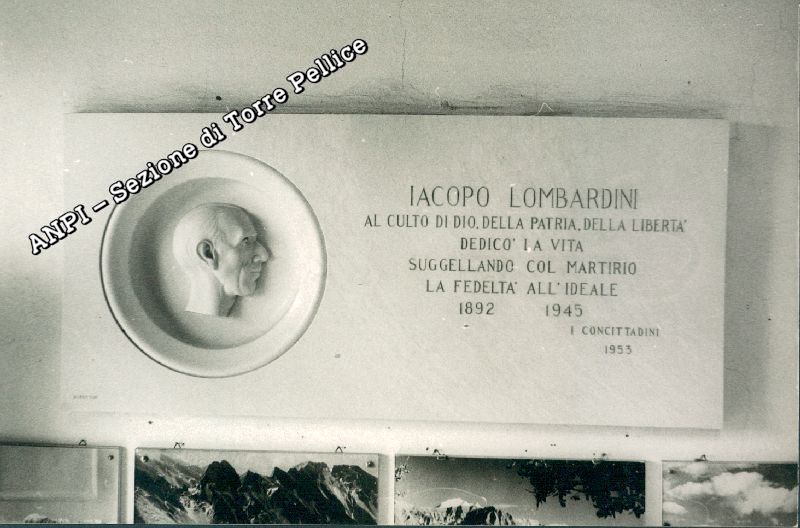 ANPI – Sezione di Torre Pellice
IACOPO LOMBARDINI
AL CULTO DI DIO, DELLA PATRIA, DELLA LIBERTA'
DEDICO' LA VITA
SUGGELLANDO COL MARTIRIO
LA FEDELTA' ALL'IDEALE
1892 1945
I CONCITTADINI
1953